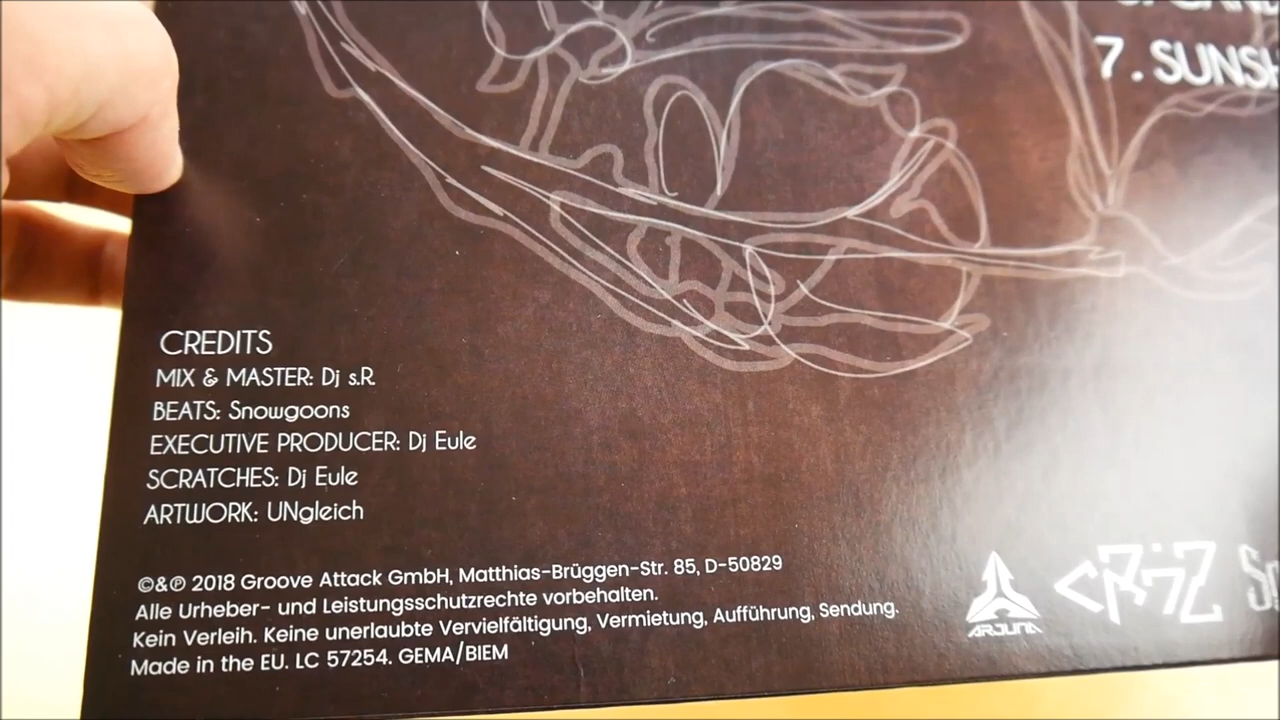 7. SUNSH
CREDITS
MIX & MASTER: Dj s.R.
BEATS: Snowgoons
EXECUTIVE PRODUCER: Dj Eule
SCRATCHES: Dj Eule
ARTWORK: UNgleich
©&℗ 2018 Groove Attack GmbH, Matthias-Brüggen-Str. 85, D-50829
Alle Urheber- und Leistungsschutzrechte vorbehalten.
Kein Verleih. Keine unerlaubte Vervielfältigung, Vermietung, Aufführung, Sendung.
Made in the EU. LC 57254. GEMA/BIEM
ARJUNA